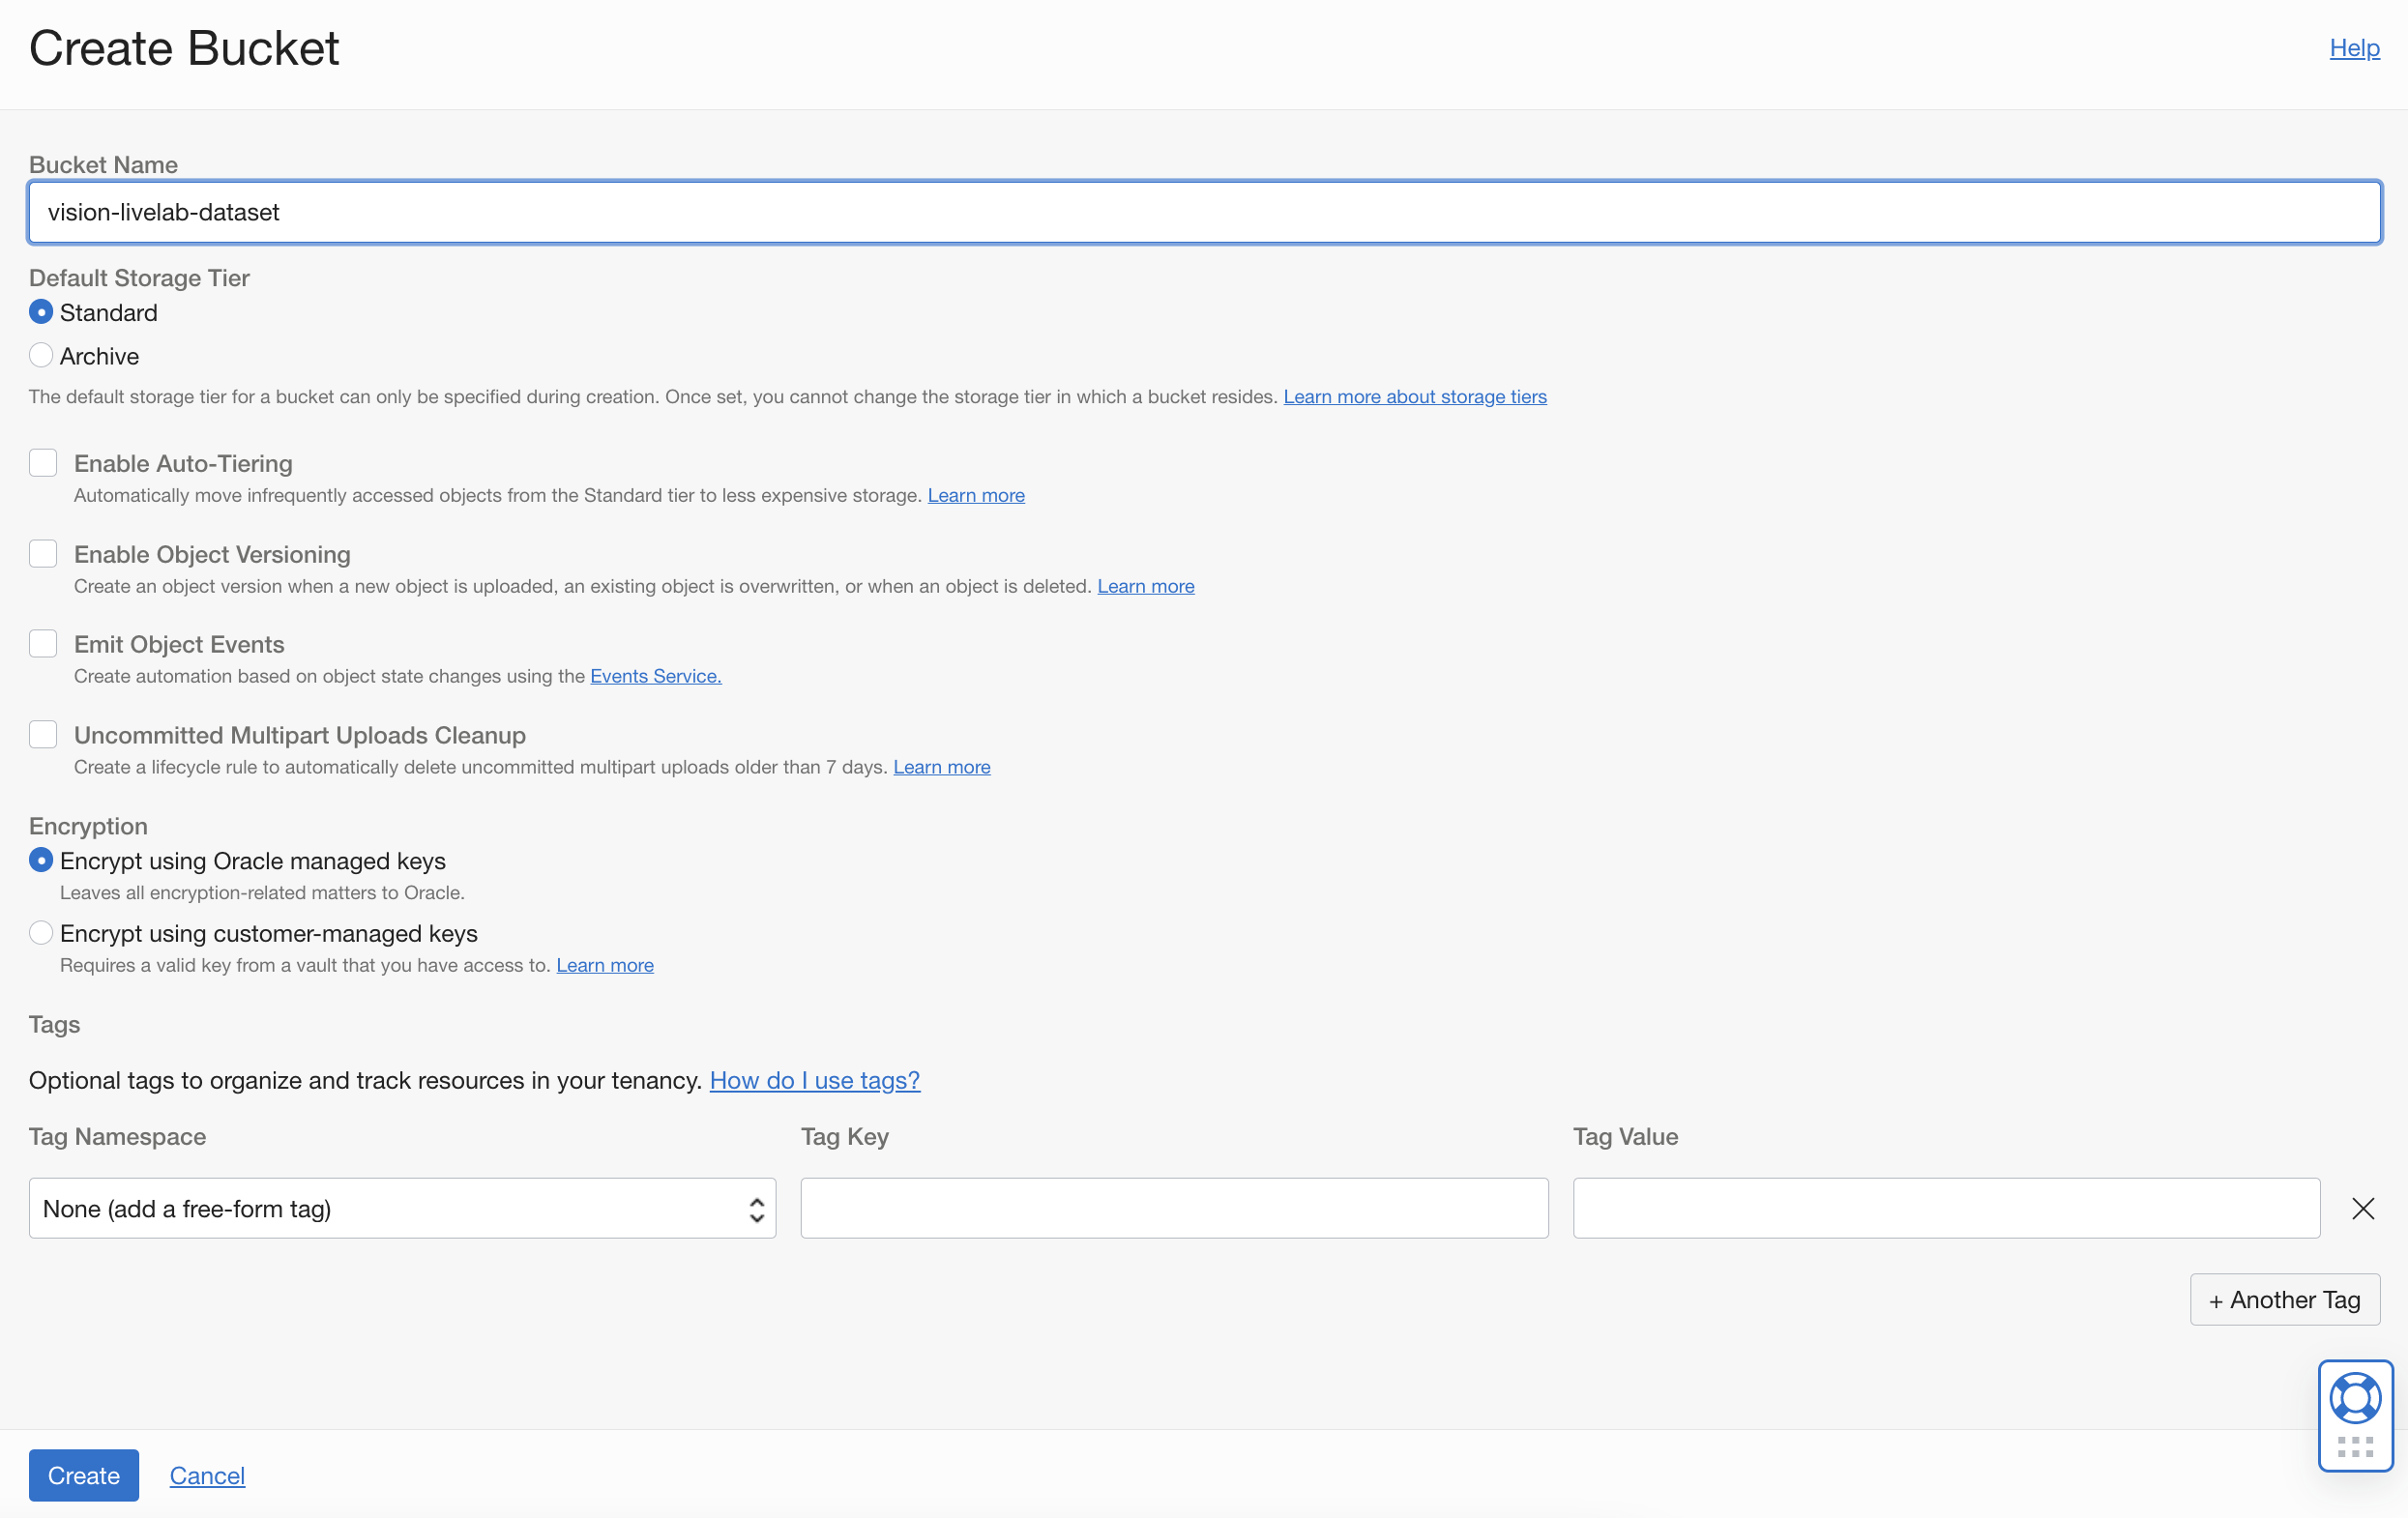 Create Bucket
Help
Bucket Name
vision-livelab-dataset
Default Storage Tier
Standard
Archive
The default storage tier for a bucket can only be specified during creation. Once set, you cannot change the storage tier in which a bucket resides. Learn more about storage tiers
Enable Auto-Tiering
Automatically move infrequently accessed objects from the Standard tier to less expensive storage. Learn more
Enable Object Versioning
Create an object version when a new object is uploaded, an existing object is overwritten, or when an object is deleted. Learn more
Emit Object Events
Create automation based on object state changes using the Events Service.
Uncommitted Multipart Uploads Cleanup
Create a lifecycle rule to automatically delete uncommitted multipart uploads older than 7 days. Learn more
Encryption
Encrypt using Oracle managed keys
Leaves all encryption-related matters to Oracle.
Encrypt using customer-managed keys
Requires a valid key from a vault that you have access to. Learn more
Tags
Optional tags to organize and track resources in your tenancy. How do I use tags?
Tag Namespace Tag Key Tag Value
None (add a free-form tag)
+ Another Tag
Create Cancel